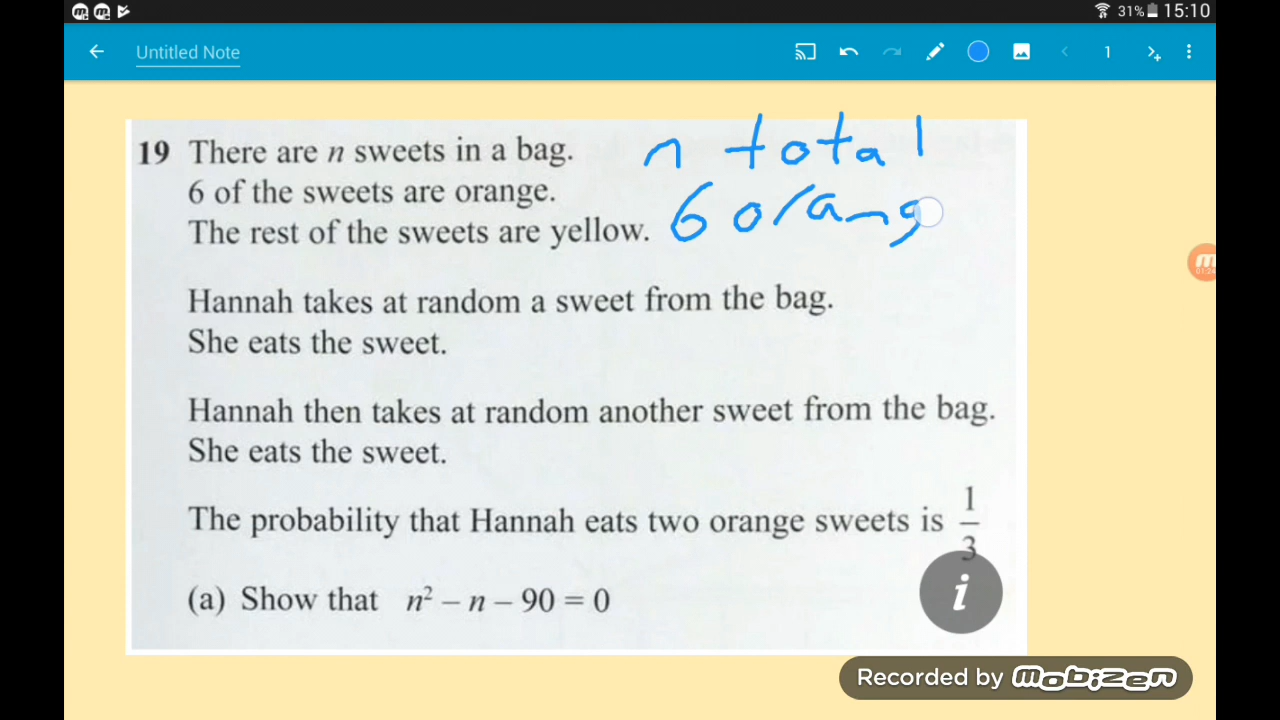 31% 15:10
Untitled Note
1
19 There are n sweets in a bag.
n total
6 of the sweets are orange.
6 orang
The rest of the sweets are yellow.
Hannah takes at random a sweet from the bag.
She eats the sweet.
Hannah then takes at random another sweet from the bag.
She eats the sweet.
The probability that Hannah eats two orange sweets is 1/3
(a) Show that n² – n – 90 = 0
i
Recorded by mobizen